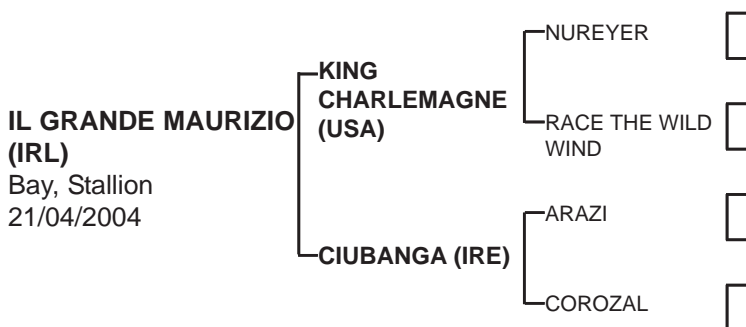 IL GRANDE MAURIZIO
(IRL)
Bay, Stallion
21/04/2004
KING
CHARLEMAGNE
(USA)
CIUBANGA (IRE)
NUREYER
RACE THE WILD
WIND
ARAZI
COROZAL